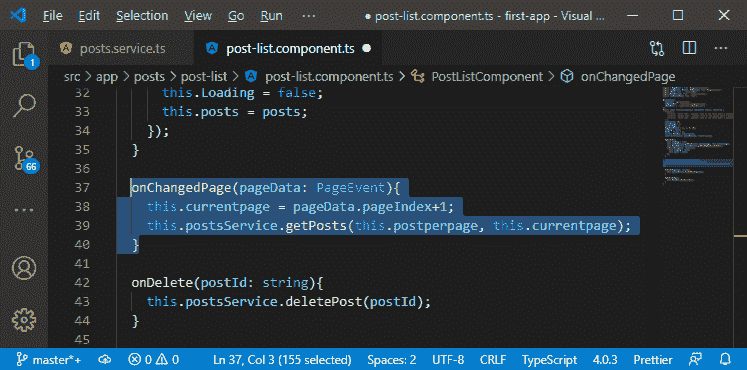 File Edit Selection View Go Run ··· ● post-list.component.ts - first-app - Visual ...
posts.service.ts post-list.component.ts ●
src > app > posts > post-list > post-list.component.ts > PostListComponent > onChangedPage
32 this.Loading = false;
33 this.posts = posts;
34 });
35 }
36
37 onChangedPage(pageData: PageEvent){
38 this.currentpage = pageData.pageIndex+1;
39 this.postsService.getPosts(this.postperpage, this.currentpage);
40 }
41
42 onDelete(postId: string){
43 this.postsService.deletePost(postId);
44 }
45
1
66
master*+ 0 0 Ln 37, Col 3 (155 selected) Spaces: 2 UTF-8 CRLF TypeScript 4.0.3 Prettier